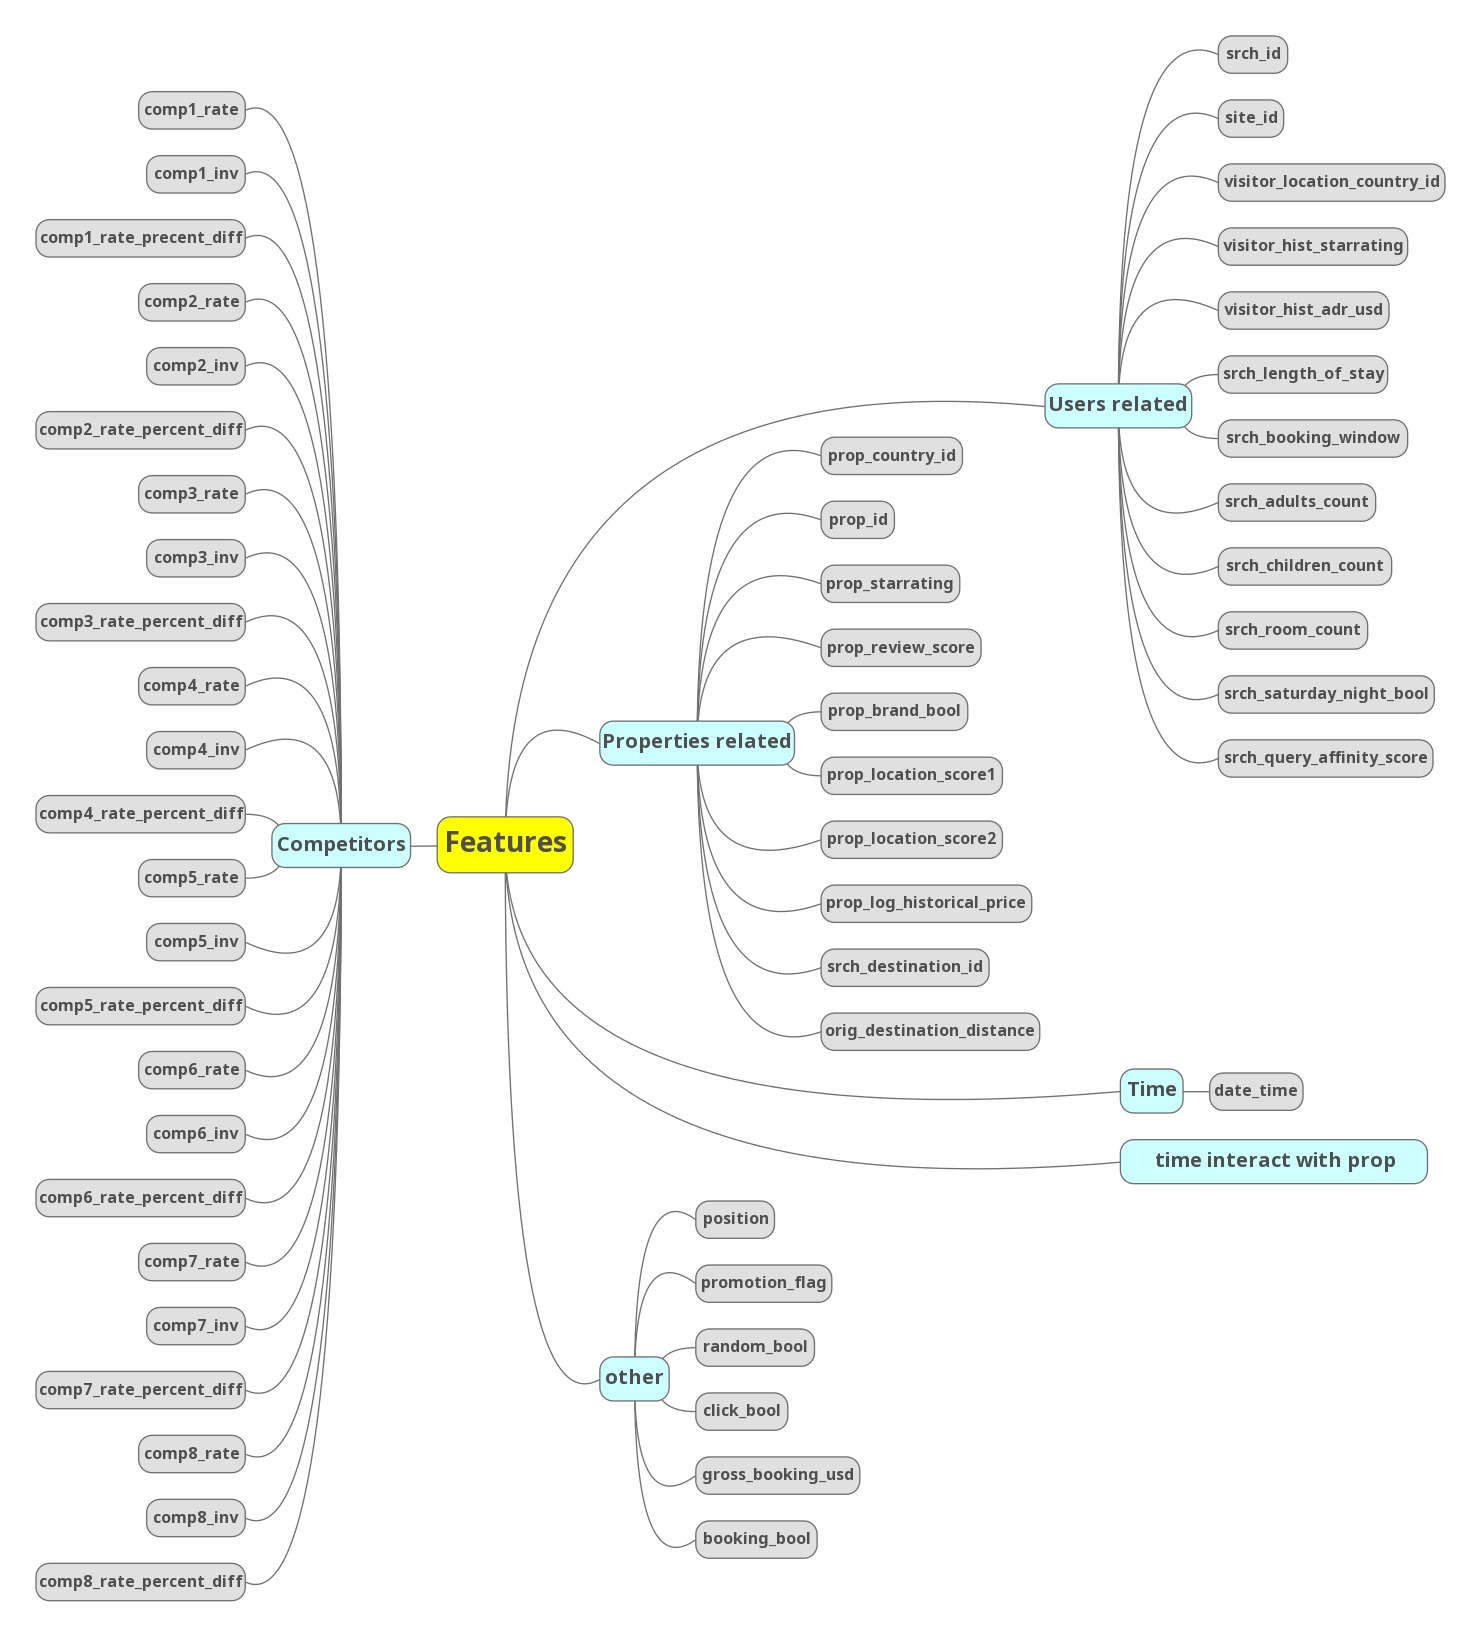 Features
Competitors
comp1_rate
comp1_inv
comp1_rate_precent_diff
comp2_rate
comp2_inv
comp2_rate_percent_diff
comp3_rate
comp3_inv
comp3_rate_percent_diff
comp4_rate
comp4_inv
comp4_rate_percent_diff
comp5_rate
comp5_inv
comp5_rate_percent_diff
comp6_rate
comp6_inv
comp6_rate_percent_diff
comp7_rate
comp7_inv
comp7_rate_percent_diff
comp8_rate
comp8_inv
comp8_rate_percent_diff
Users related
srch_id
site_id
visitor_location_country_id
visitor_hist_starrating
visitor_hist_adr_usd
srch_length_of_stay
srch_booking_window
srch_adults_count
srch_children_count
srch_room_count
srch_saturday_night_bool
srch_query_affinity_score
Properties related
prop_country_id
prop_id
prop_starrating
prop_review_score
prop_brand_bool
prop_location_score1
prop_location_score2
prop_log_historical_price
srch_destination_id
orig_destination_distance
Time
date_time
time interact with prop
other
position
promotion_flag
random_bool
click_bool
gross_booking_usd
booking_bool